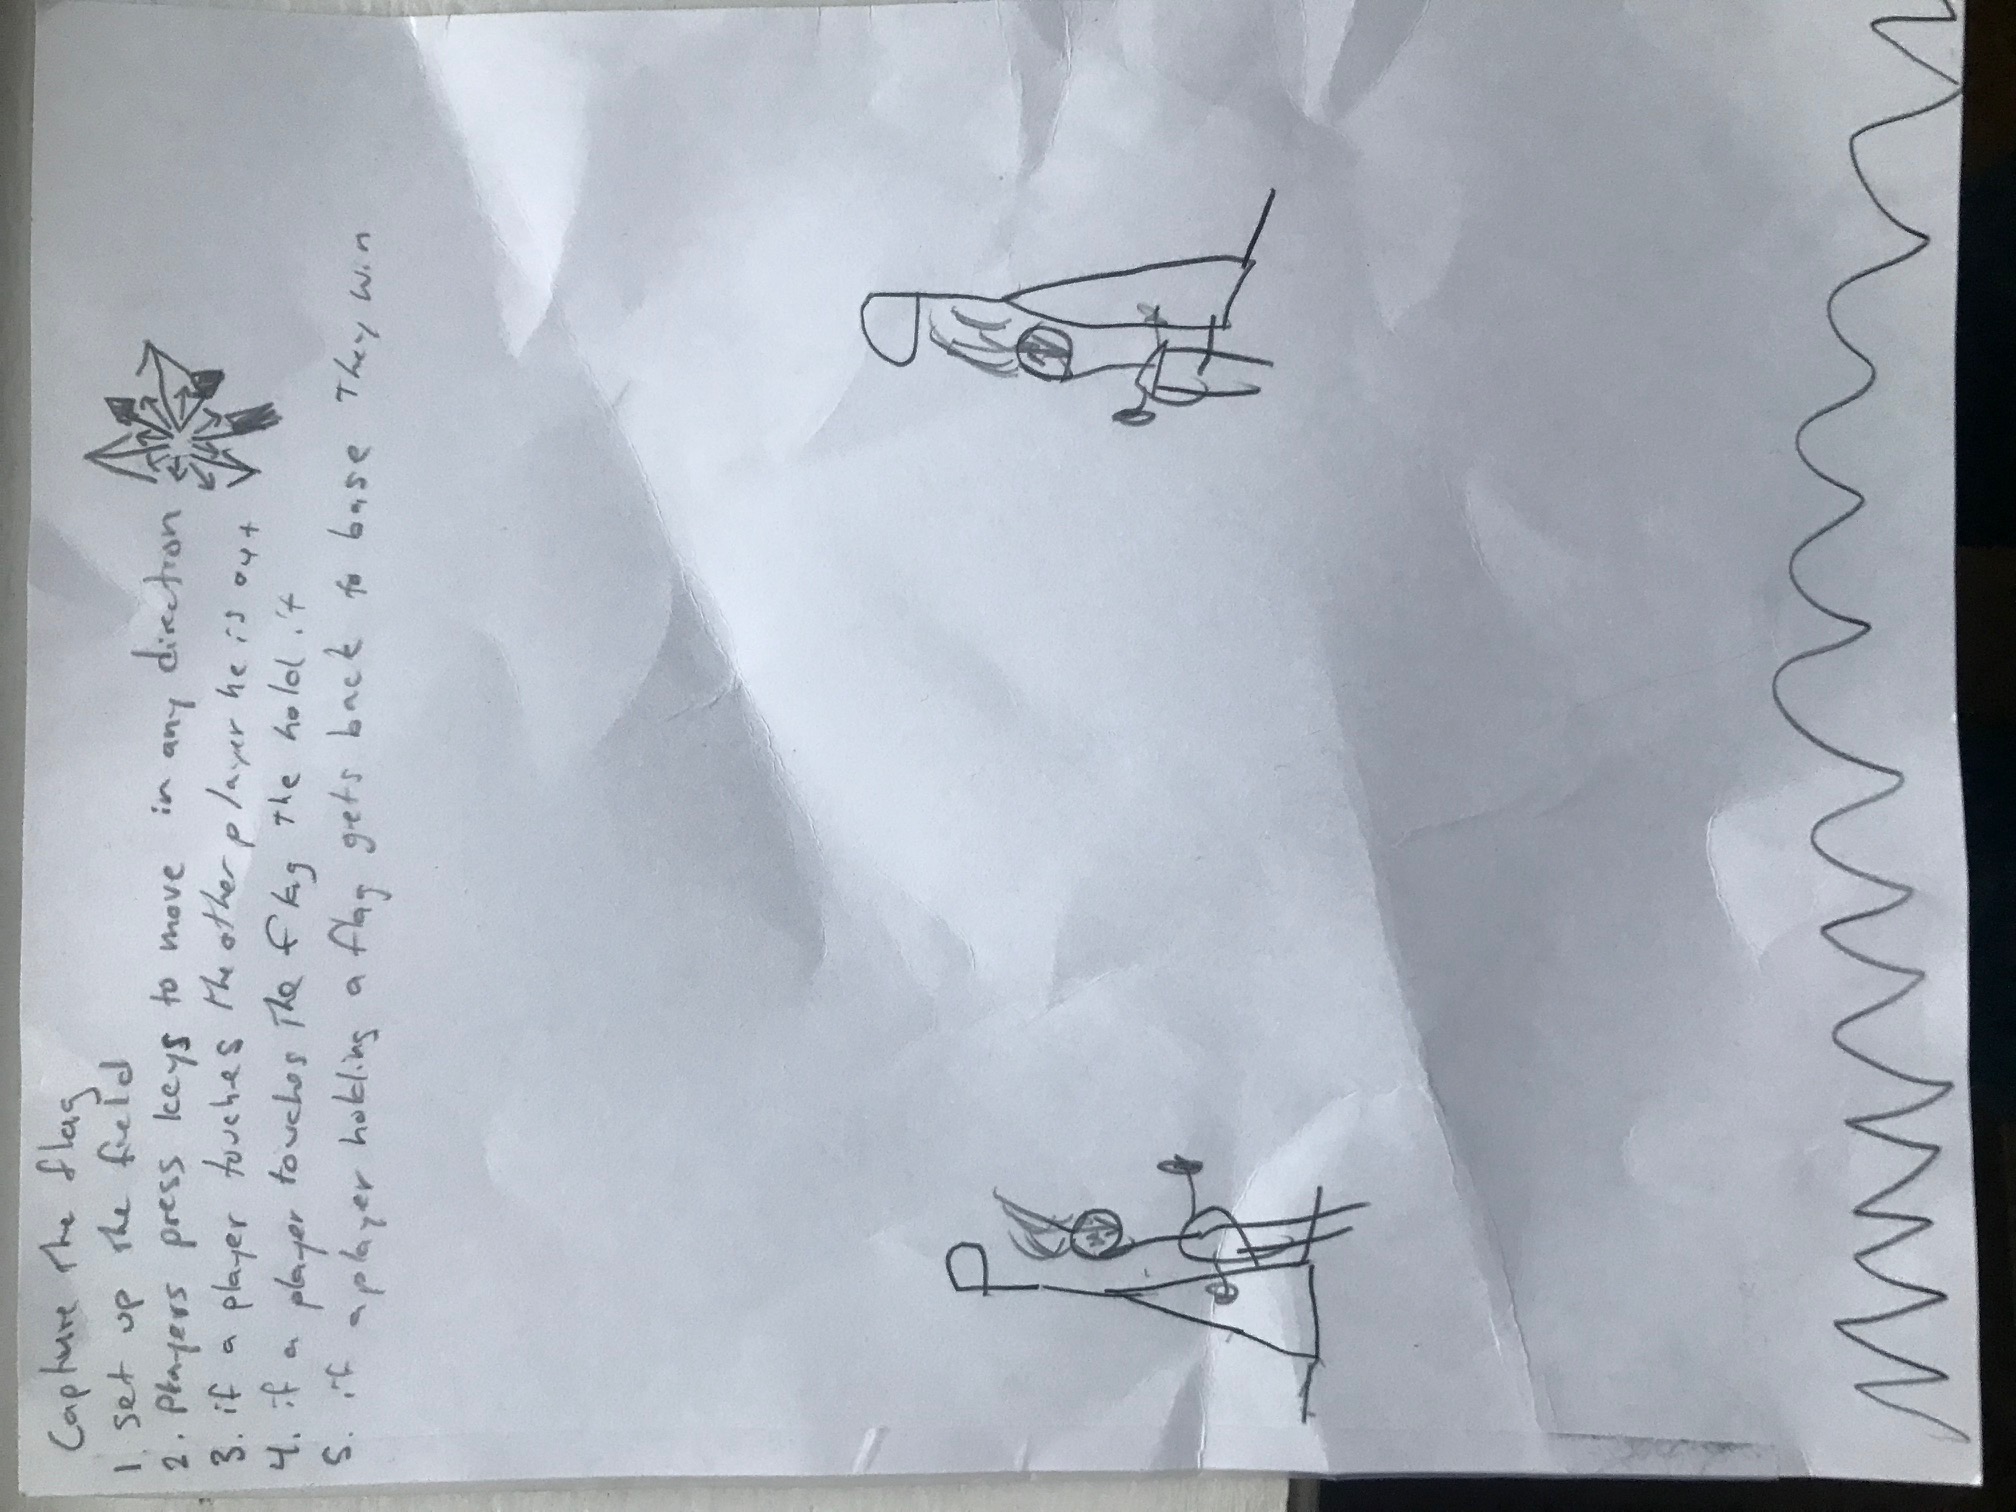 Capture the flag
1. set up the field
2. Players press keys to move in any direction
3. if a player touches the other player he is out
4. if a player touches the flag the hold it
5. if a player holding a flag gets back to base They win